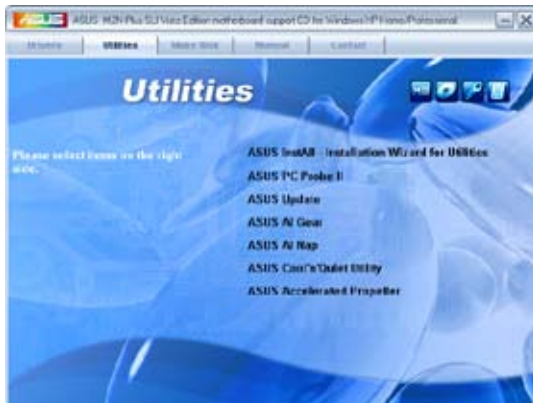 ASUS M2N Plus SLI Vista Edition motherboard support CD for Windows XP Home/Professional
Drivers Utilities Make Disk Manual Contact
Utilities
Please select items on the right
side.
ASUS InstAll - Installation Wizard for Utilities
ASUS PC Probe II
ASUS Update
ASUS AI Gear
ASUS AI Nap
ASUS Cool'n'Quiet Utility
ASUS Accelerated Propeller